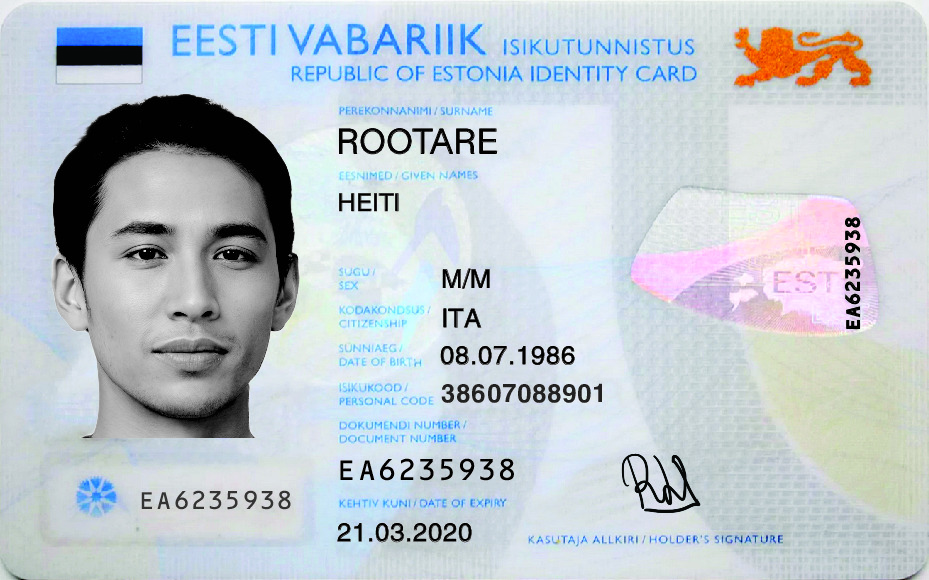 EESTI VABARIIK ISIKUTUNNISTUS
REPUBLIC OF ESTONIA IDENTITY CARD
PEREKONNANIMI / SURNAME
ROOTARE
EESNIMED / GIVEN NAMES
HEITI
SUGU /
SEX
M/M
KODAKONDSUS /
CITIZENSHIP
ITA
SÜNNIAEG /
DATE OF BIRTH
08.07.1986
ISIKUKOOD /
PERSONAL CODE
38607088901
DOKUMENDI NUMBER /
DOCUMENT NUMBER
EA6235938
KEHTIV KUNI / DATE OF EXPIRY
21.03.2020
EA6235938
EST
EA6235938
KASUTAJA ALLKIRI / HOLDER'S SIGNATURE